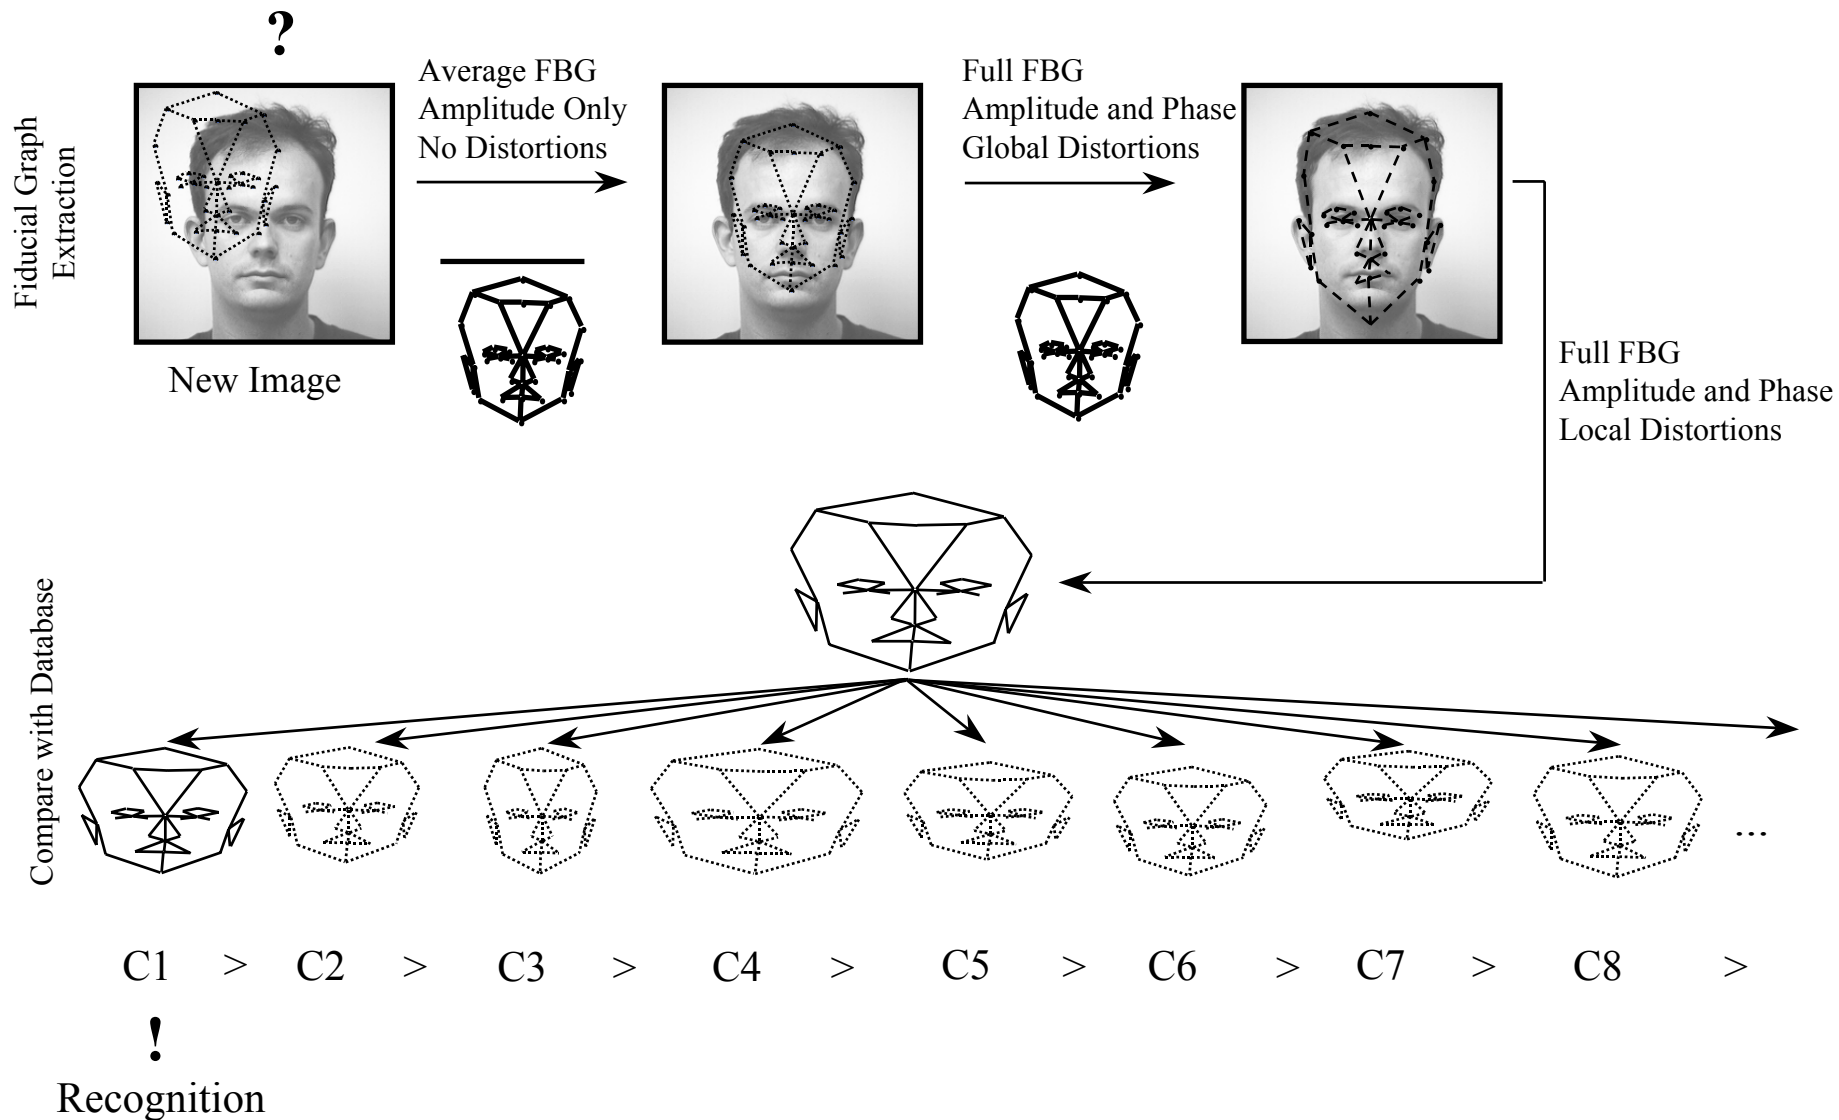 ?
Average FBG
Amplitude Only
No Distortions
Full FBG
Amplitude and Phase
Global Distortions
Fiducial Graph
Extraction
New Image
Full FBG
Amplitude and Phase
Local Distortions
Compare with Database
...
C1 > C2 > C3 > C4 > C5 > C6 > C7 > C8 >
!
Recognition